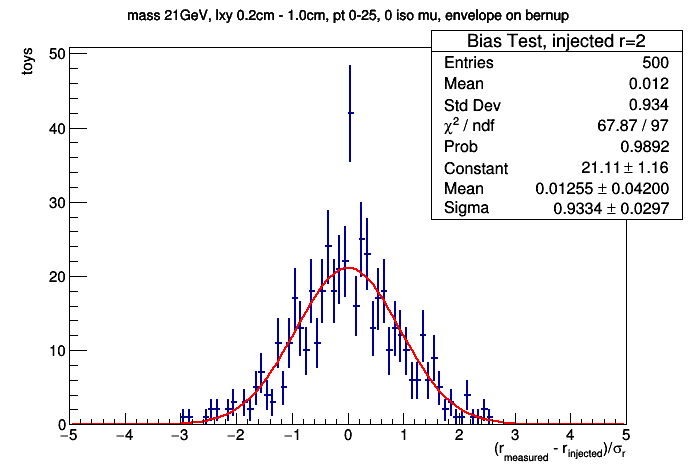 mass 21GeV, lxy 0.2cm - 1.0cm, pt 0-25, 0 iso mu, envelope on bernup
Bias Test, injected r=2
Entries 500
Mean 0.012
Std Dev 0.934
χ² / ndf 67.87 / 97
Prob 0.9892
Constant 21.11 ± 1.16
Mean 0.01255 ± 0.04200
Sigma 0.9334 ± 0.0297
toys
50
40
30
20
10
0
−5 −4 −3 −2 −1 0 1 2 3 4 5
(r_measured - r_injected)/σ_r